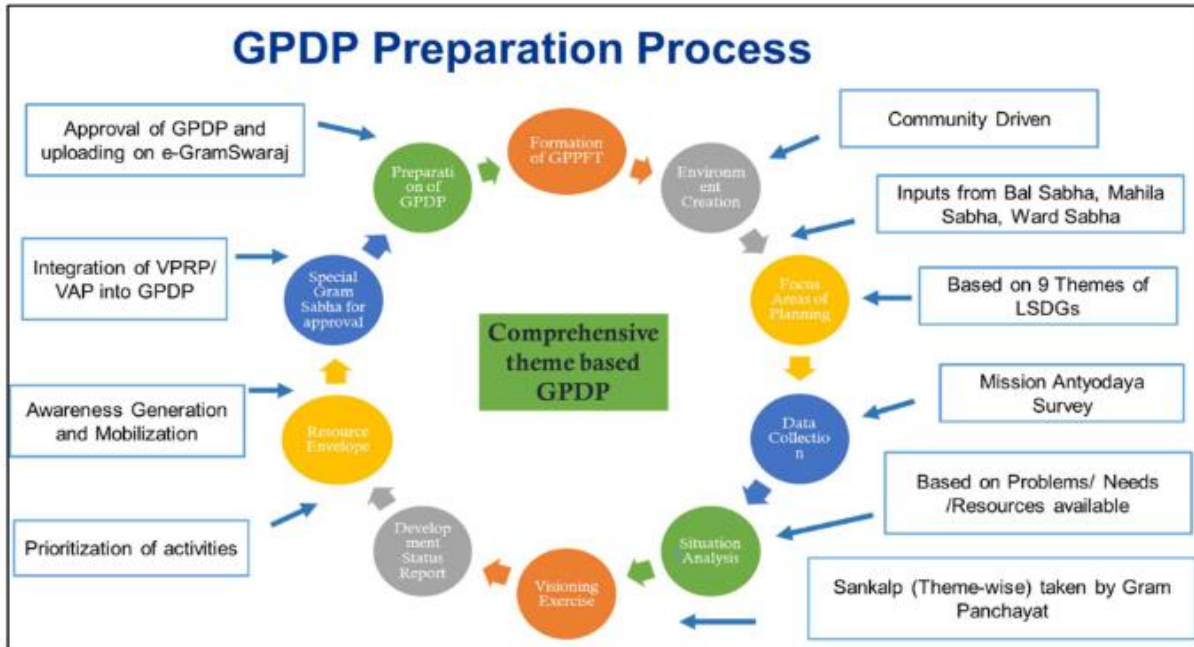 GPDP Preparation Process
Approval of GPDP and
uploading on e-GramSwaraj
Integration of VPRP/
VAP into GPDP
Awareness Generation
and Mobilization
Prioritization of activities
Formation
of GPPFT
Environm
ent
Creation
Focus
Areas of
Planning
Data
Collectio
n
Situation
Analysis
Visioning
Exercise
Develop
ment
Status
Report
Resource
Envelope
Special
Gram
Sabha for
approval
Preparati
on of
GPDP
Comprehensive
theme based
GPDP
Community Driven
Inputs from Bal Sabha, Mahila
Sabha, Ward Sabha
Based on 9 Themes of
LSDGs
Mission Antyodaya
Survey
Based on Problems/ Needs
/Resources available
Sankalp (Theme-wise) taken by Gram
Panchayat